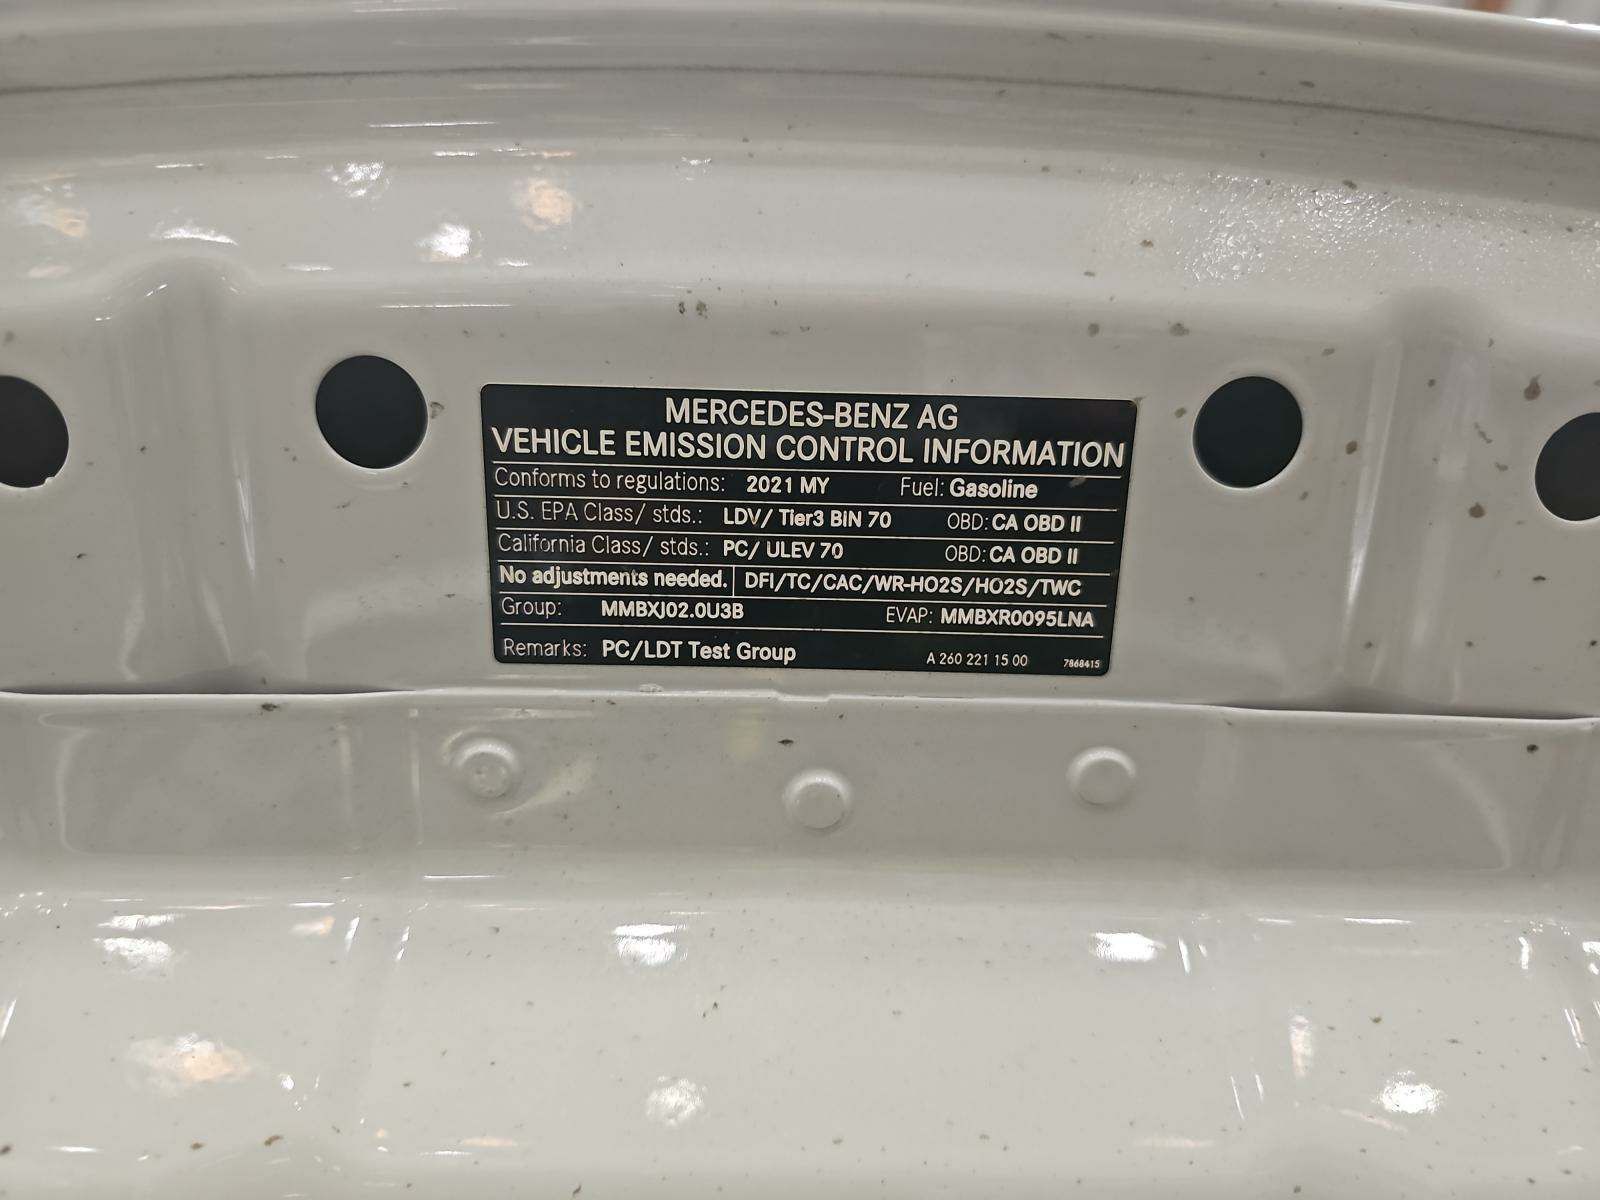 MERCEDES-BENZ AG
VEHICLE EMISSION CONTROL INFORMATION
Conforms to regulations: 2021 MY Fuel: Gasoline
U.S. EPA Class/ stds.: LDV/ Tier3 BIN 70 OBD: CA OBD II
California Class/ stds.: PC/ ULEV 70 OBD: CA OBD II
No adjustments needed. DFI/TC/CAC/WR-HO2S/HO2S/TWC
Group: MMBXJ02.0U3B EVAP: MMBXR0095LNA
Remarks: PC/LDT Test Group A 260 221 15 00 7868415